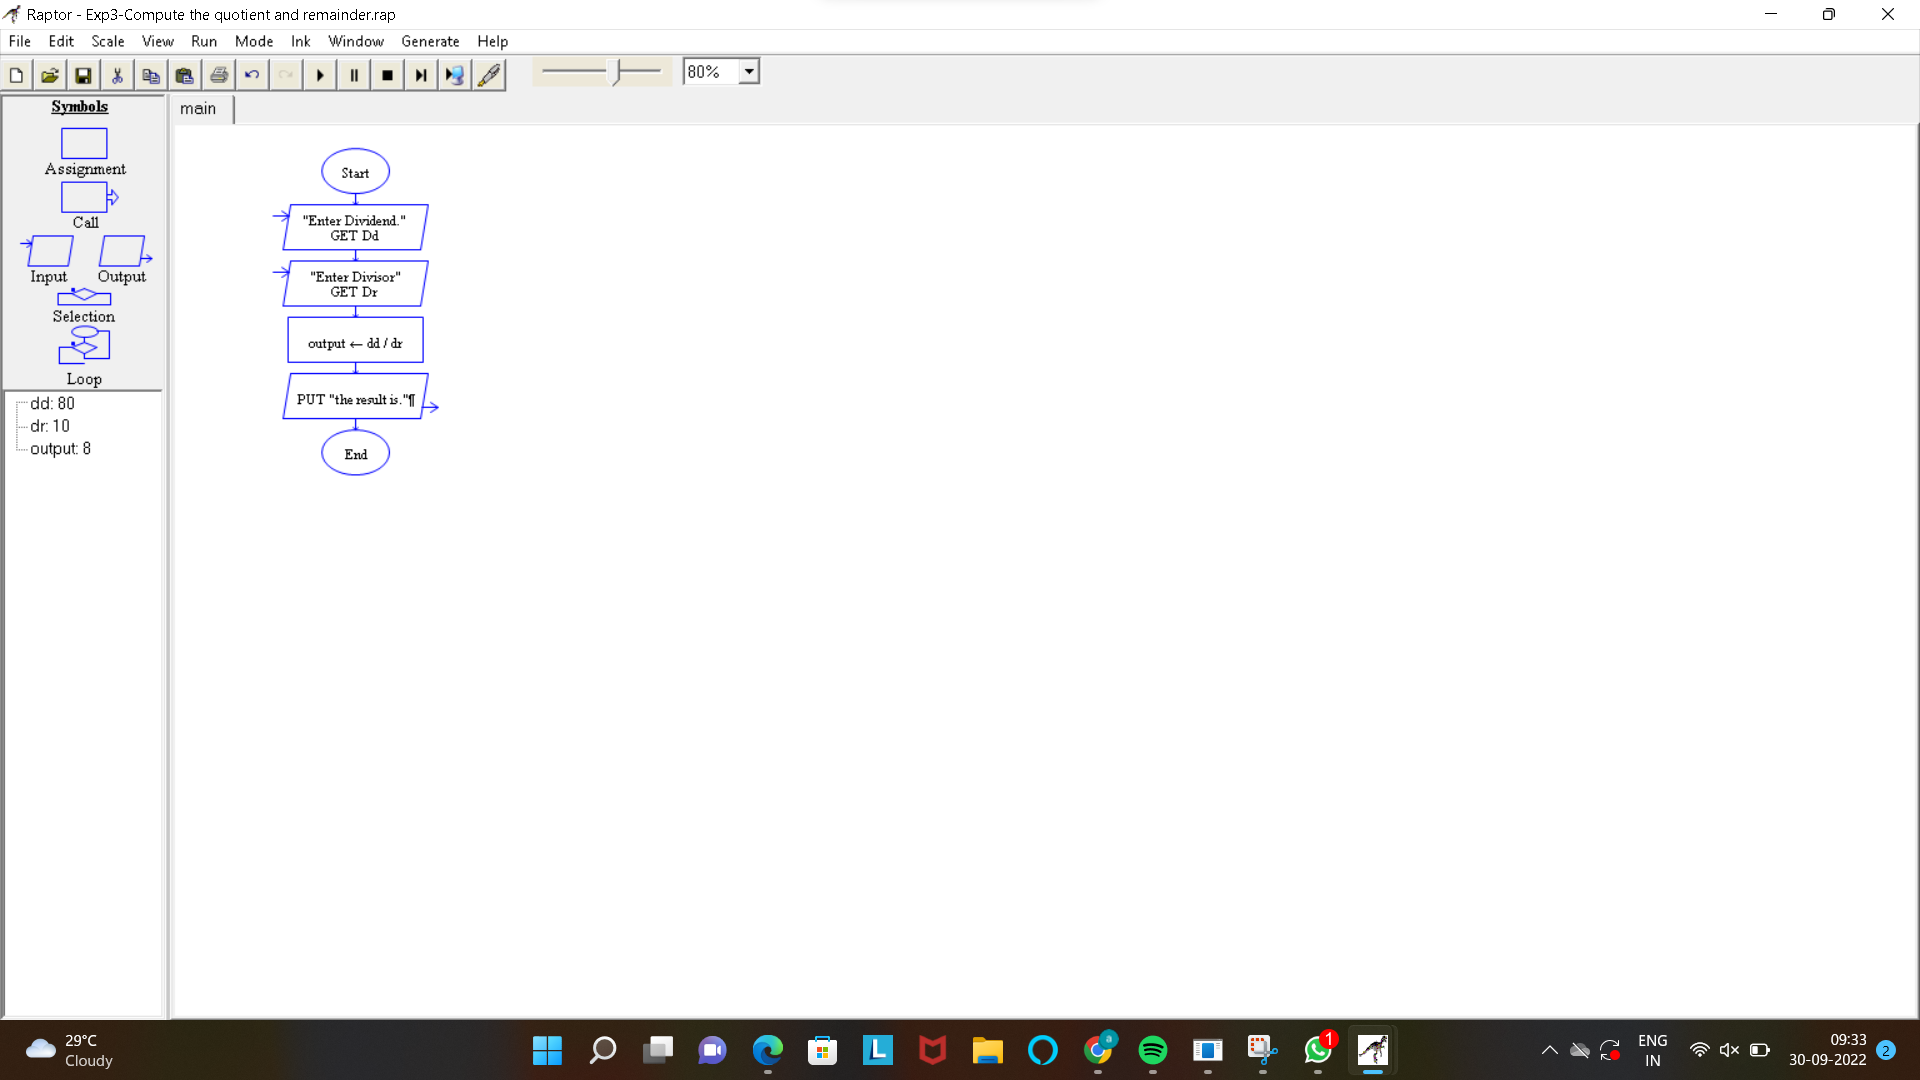 Raptor - Exp3-Compute the quotient and remainder.rap
File Edit Scale View Run Mode Ink Window Generate Help
80%
Symbols
Assignment
Call
Input Output
Selection
Loop
dd: 80
dr: 10
output: 8
main
Start
"Enter Dividend."
GET Dd
"Enter Divisor"
GET Dr
output ← dd / dr
PUT "the result is."¶
End
29°C
Cloudy
L
a
1
ENG
IN
09:33
30-09-2022
2